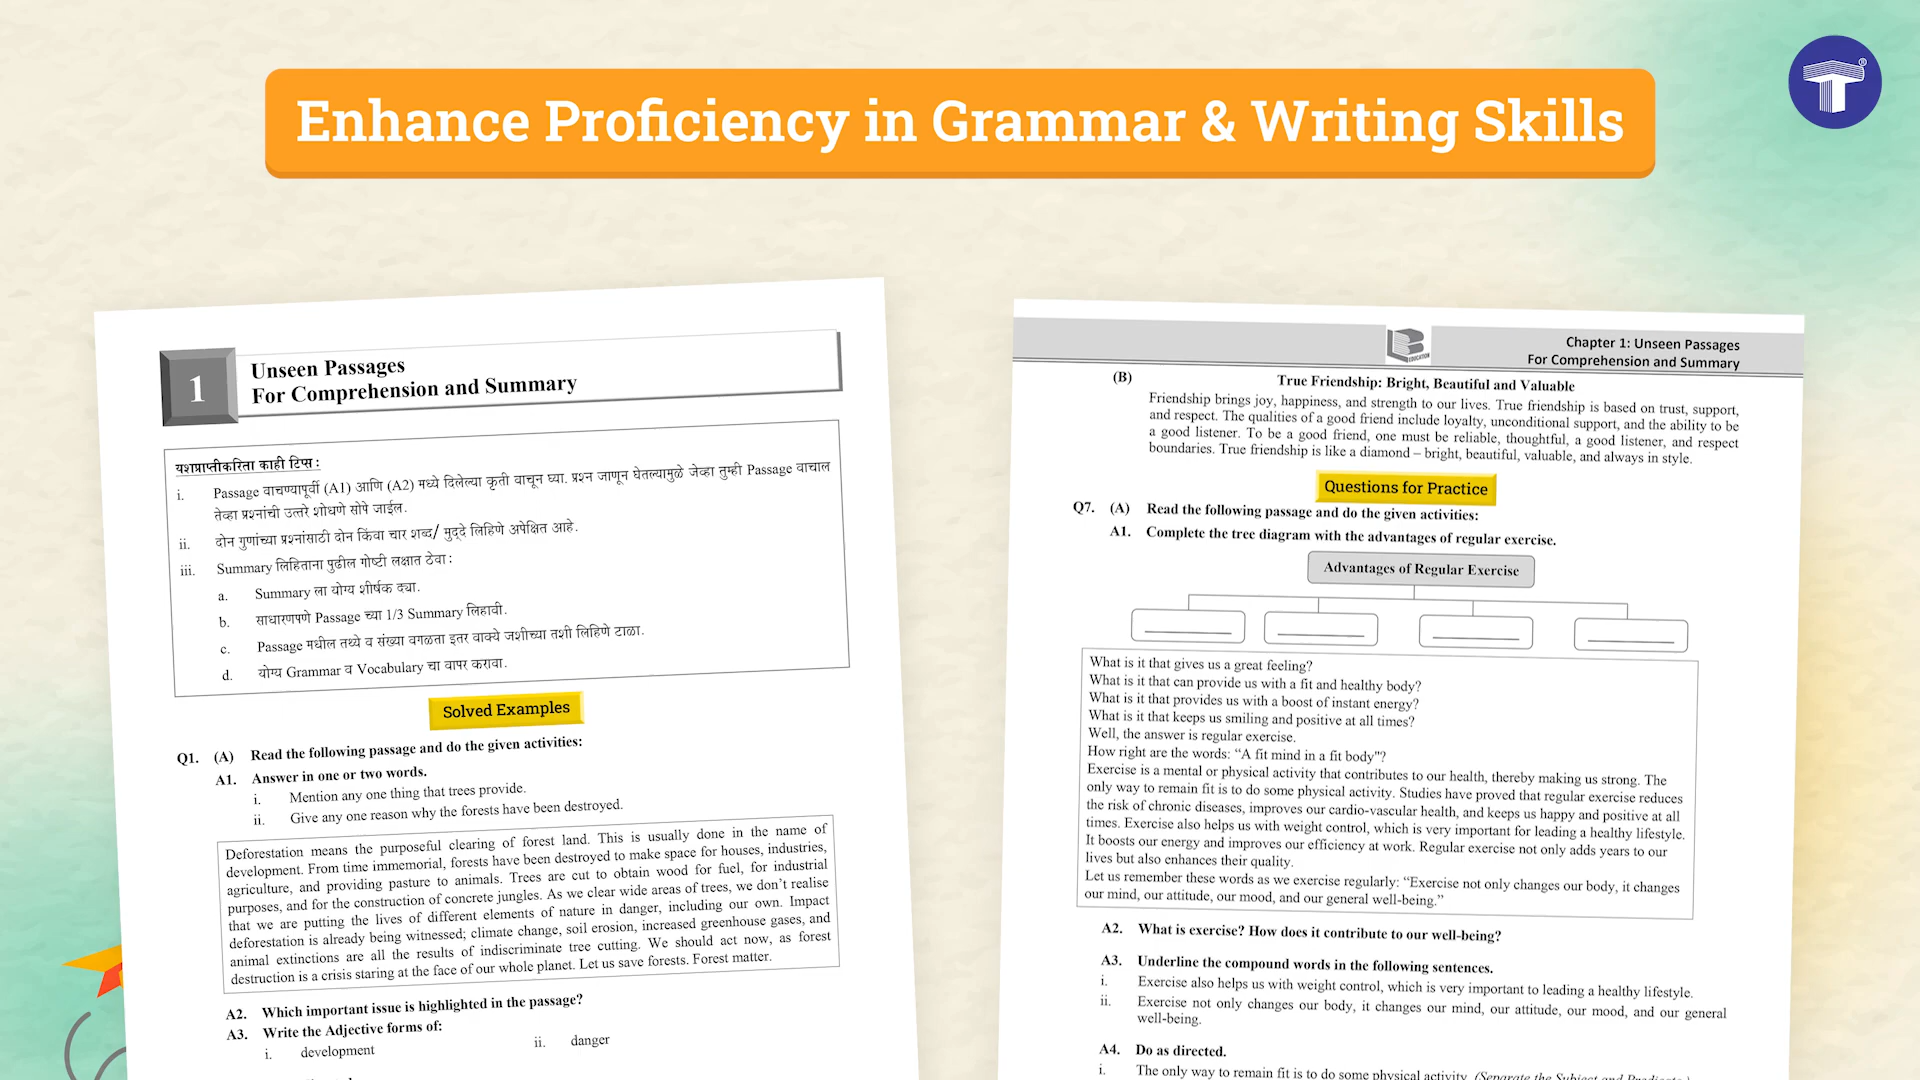 Enhance Proficiency in Grammar & Writing Skills
T®
1
Unseen Passages
For Comprehension and Summary
यशप्राप्तीकरिता काही टिप्स :
i. Passage वाचण्यापूर्वी (A1) आणि (A2) मध्ये दिलेल्या कृती वाचून घ्या. प्रश्न जाणून घेतल्यामुळे जेव्हा तुम्ही Passage वाचाल
तेव्हा प्रश्नांची उत्तरे शोधणे सोपे जाईल.
ii. दोन गुणांच्या प्रश्नांसाठी दोन किंवा चार शब्द/ मुद्दे लिहिणे अपेक्षित आहे.
iii. Summary लिहिताना पुढील गोष्टी लक्षात ठेवा :
a. Summary ला योग्य शीर्षक द्या.
b. साधारणपणे Passage च्या 1/3 Summary लिहावी.
c. Passage मधील तथ्ये व संख्या वगळता इतर वाक्ये जशीच्या तशी लिहिणे टाळा.
d. योग्य Grammar व Vocabulary चा वापर करावा.
Solved Examples
Q1. (A) Read the following passage and do the given activities:
A1. Answer in one or two words.
i. Mention any one thing that trees provide.
ii. Give any one reason why the forests have been destroyed.
Deforestation means the purposeful clearing of forest land. This is usually done in the name of
development. From time immemorial, forests have been destroyed to make space for houses, industries,
agriculture, and providing pasture to animals. Trees are cut to obtain wood for fuel, for industrial
purposes, and for the construction of concrete jungles. As we clear wide areas of trees, we don't realise
that we are putting the lives of different elements of nature in danger, including our own. Impact
deforestation is already being witnessed; climate change, soil erosion, increased greenhouse gases, and
animal extinctions are all the results of indiscriminate tree cutting. We should act now, as forest
destruction is a crisis staring at the face of our whole planet. Let us save forests. Forest matter.
A2. Which important issue is highlighted in the passage?
A3. Write the Adjective forms of:
i. development ii. danger
EDUCATION
Chapter 1: Unseen Passages
For Comprehension and Summary
(B) True Friendship: Bright, Beautiful and Valuable
Friendship brings joy, happiness, and strength to our lives. True friendship is based on trust, support,
and respect. The qualities of a good friend include loyalty, unconditional support, and the ability to be
a good listener. To be a good friend, one must be reliable, thoughtful, a good listener, and respect
boundaries. True friendship is like a diamond – bright, beautiful, valuable, and always in style.
Questions for Practice
Q7. (A) Read the following passage and do the given activities:
A1. Complete the tree diagram with the advantages of regular exercise.
Advantages of Regular Exercise
What is it that gives us a great feeling?
What is it that can provide us with a fit and healthy body?
What is it that provides us with a boost of instant energy?
What is it that keeps us smiling and positive at all times?
Well, the answer is regular exercise.
How right are the words: “A fit mind in a fit body"?
Exercise is a mental or physical activity that contributes to our health, thereby making us strong. The
only way to remain fit is to do some physical activity. Studies have proved that regular exercise reduces
the risk of chronic diseases, improves our cardio-vascular health, and keeps us happy and positive at all
times. Exercise also helps us with weight control, which is very important for leading a healthy lifestyle.
It boosts our energy and improves our efficiency at work. Regular exercise not only adds years to our
lives but also enhances their quality.
Let us remember these words as we exercise regularly: “Exercise not only changes our body, it changes
our mind, our attitude, our mood, and our general well-being.”
A2. What is exercise? How does it contribute to our well-being?
A3. Underline the compound words in the following sentences.
i. Exercise also helps us with weight control, which is very important to leading a healthy lifestyle.
ii. Exercise not only changes our body, it changes our mind, our attitude, our mood, and our general
well-being.
A4. Do as directed.
i. The only way to remain fit is to do some physical activity. (Separate the Subject and Predicate.)